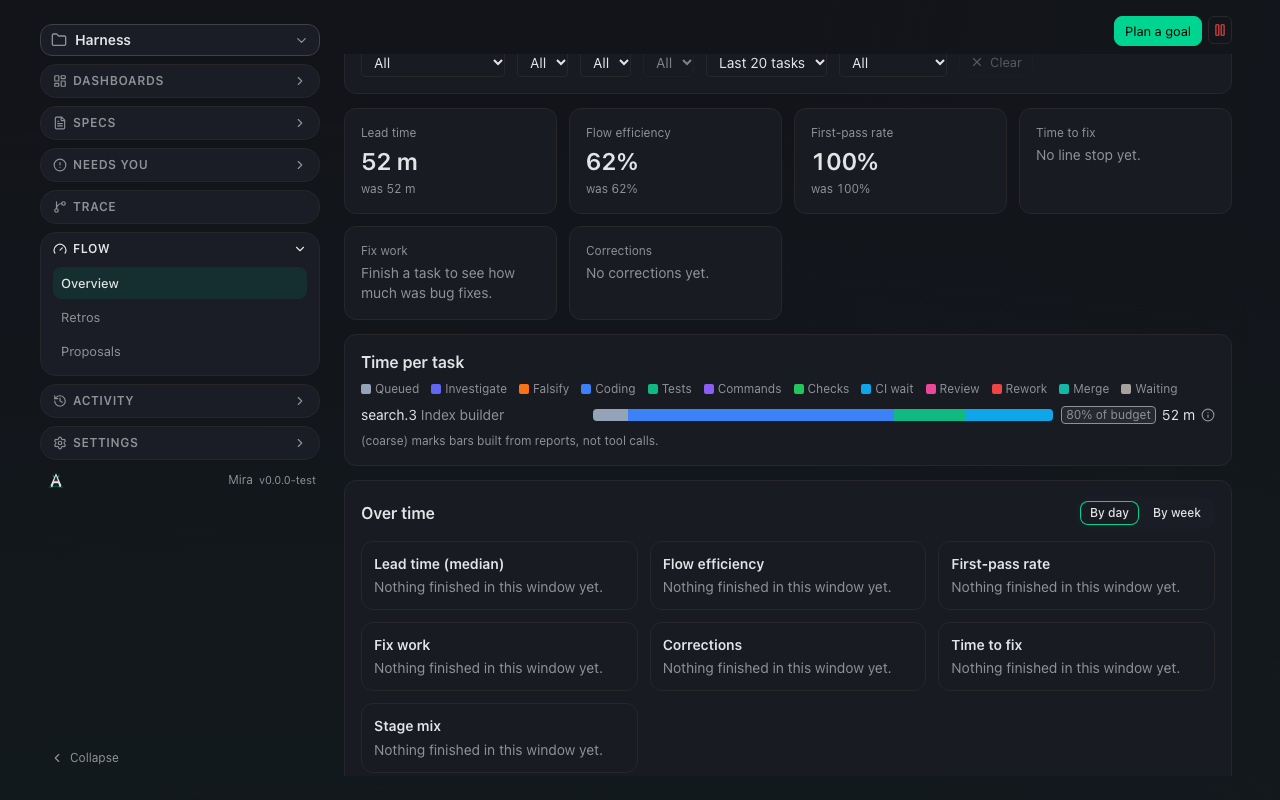 Harness
Plan a goal
All
All
All
All
Last 20 tasks
All
Clear
DASHBOARDS
SPECS
NEEDS YOU
TRACE
FLOW
Overview
Retros
Proposals
ACTIVITY
SETTINGS
A
Mira v0.0.0-test
Collapse
Lead time
52 m
was 52 m
Flow efficiency
62%
was 62%
First-pass rate
100%
was 100%
Time to fix
No line stop yet.
Fix work
Finish a task to see how
much was bug fixes.
Corrections
No corrections yet.
Time per task
Queued Investigate Falsify Coding Tests Commands Checks CI wait Review Rework Merge Waiting
search.3 Index builder 80% of budget 52 m
(coarse) marks bars built from reports, not tool calls.
Over time
By day By week
Lead time (median)
Nothing finished in this window yet.
Flow efficiency
Nothing finished in this window yet.
First-pass rate
Nothing finished in this window yet.
Fix work
Nothing finished in this window yet.
Corrections
Nothing finished in this window yet.
Time to fix
Nothing finished in this window yet.
Stage mix
Nothing finished in this window yet.